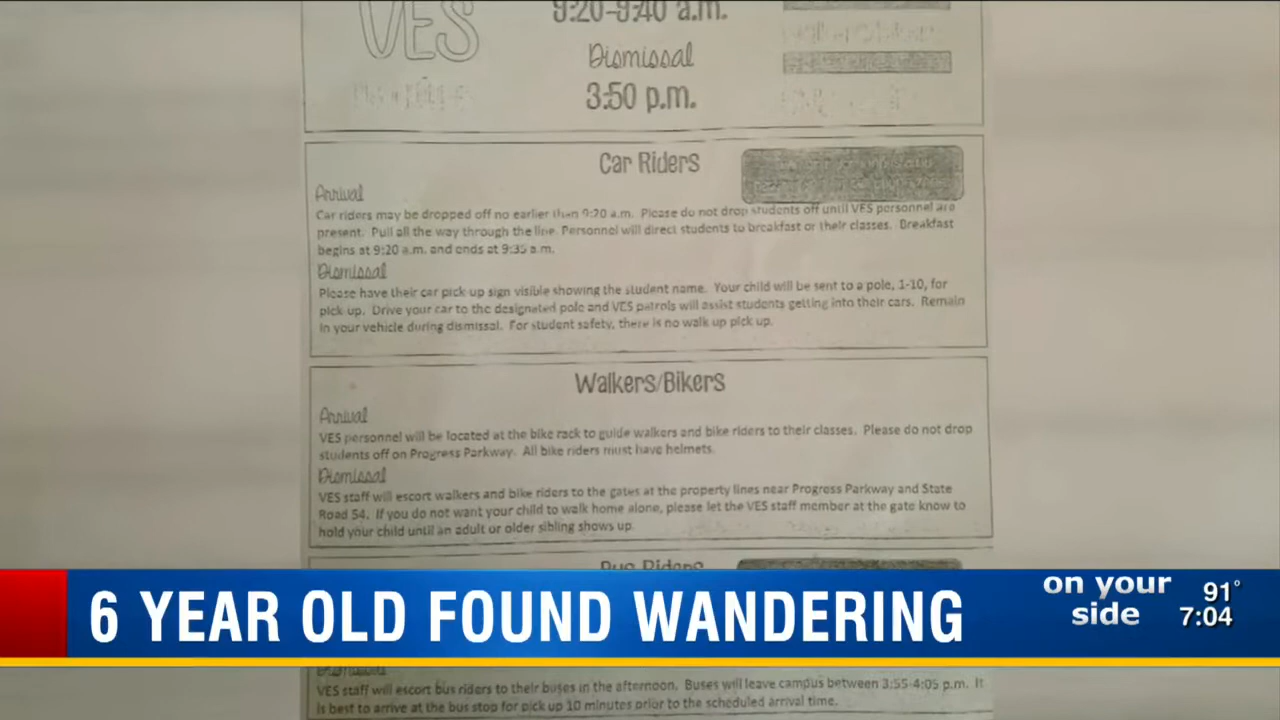 VES
9:20-9:40 a.m.
Dismissal
3:50 p.m.
Car Riders
Arrival
Car riders may be dropped off no earlier than 9:20 a.m. Please do not drop students off until VES personnel are
present. Pull all the way through the line. Personnel will direct students to breakfast or their classes. Breakfast
begins at 9:20 a.m. and ends at 9:35 a.m.
Dismissal
Please have their car pick up sign visible showing the student name. Your child will be sent to a pole, 1-10, for
pick up. Drive your car to the designated pole and VES patrols will assist students getting into their cars. Remain
in your vehicle during dismissal. For student safety, there is no walk up pick up.
Walkers/Bikers
Arrival
VES personnel will be located at the bike rack to guide walkers and bike riders to their classes. Please do not drop
students off on Progress Parkway. All bike riders must have helmets.
Dismissal
VES staff will escort walkers and bike riders to the gates at the property lines near Progress Parkway and State
Road 54. If you do not want your child to walk home alone, please let the VES staff member at the gate know to
hold your child until an adult or older sibling shows up.
Bus Riders
6 YEAR OLD FOUND WANDERING
on your
side
91°
7:04
Dismissal
VES staff will escort bus riders to their buses in the afternoon. Buses will leave campus between 3:55-4:05 p.m. It
is best to arrive at the bus stop for pick up 10 minutes prior to the scheduled arrival time.